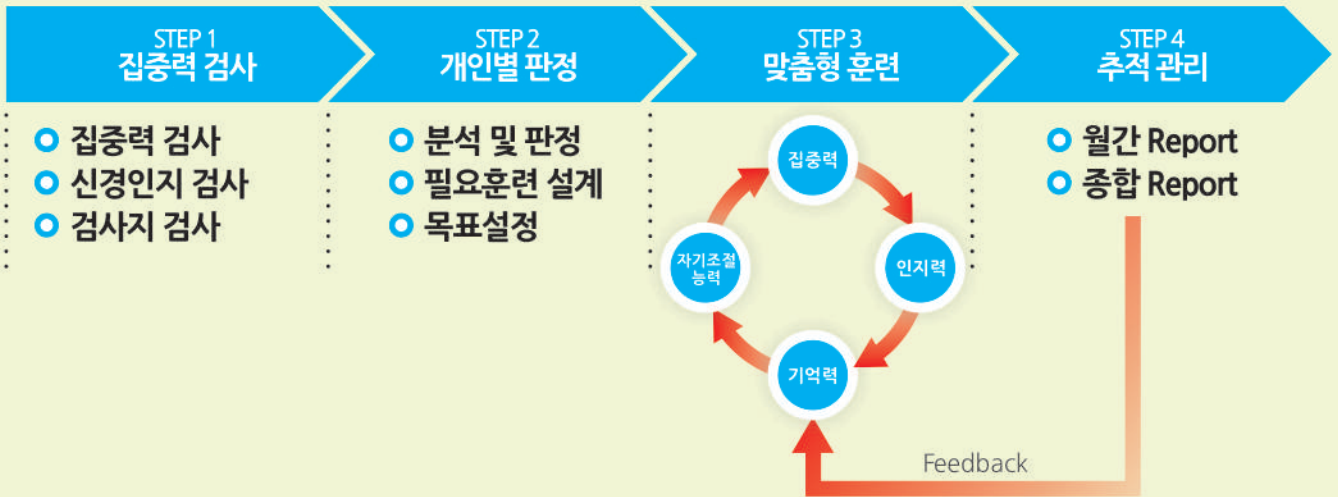 STEP 1
집중력 검사
집중력 검사
신경인지 검사
검사지 검사
STEP 2
개인별 판정
분석 및 판정
필요훈련 설계
목표설정
STEP 3
맞춤형 훈련
집중력
인지력
기억력
자기조절
능력
STEP 4
추적 관리
월간 Report
종합 Report
Feedback